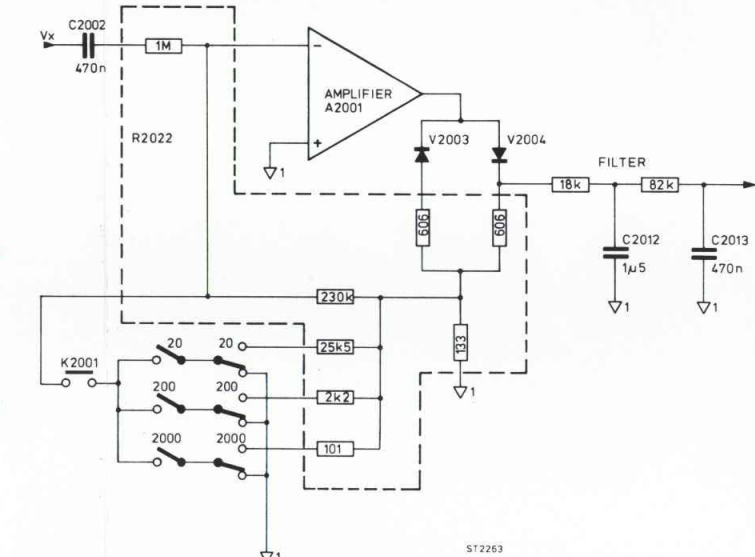 C2002
Vx
1M
470n
R2022
AMPLIFIER
A2001
−
+
1
V2003
V2004
606
606
FILTER
18k
82k
C2012
1µ5
1
C2013
470n
1
230k
133
1
K2001
20
20
25k5
200
200
2k2
2000
2000
101
1
ST2263